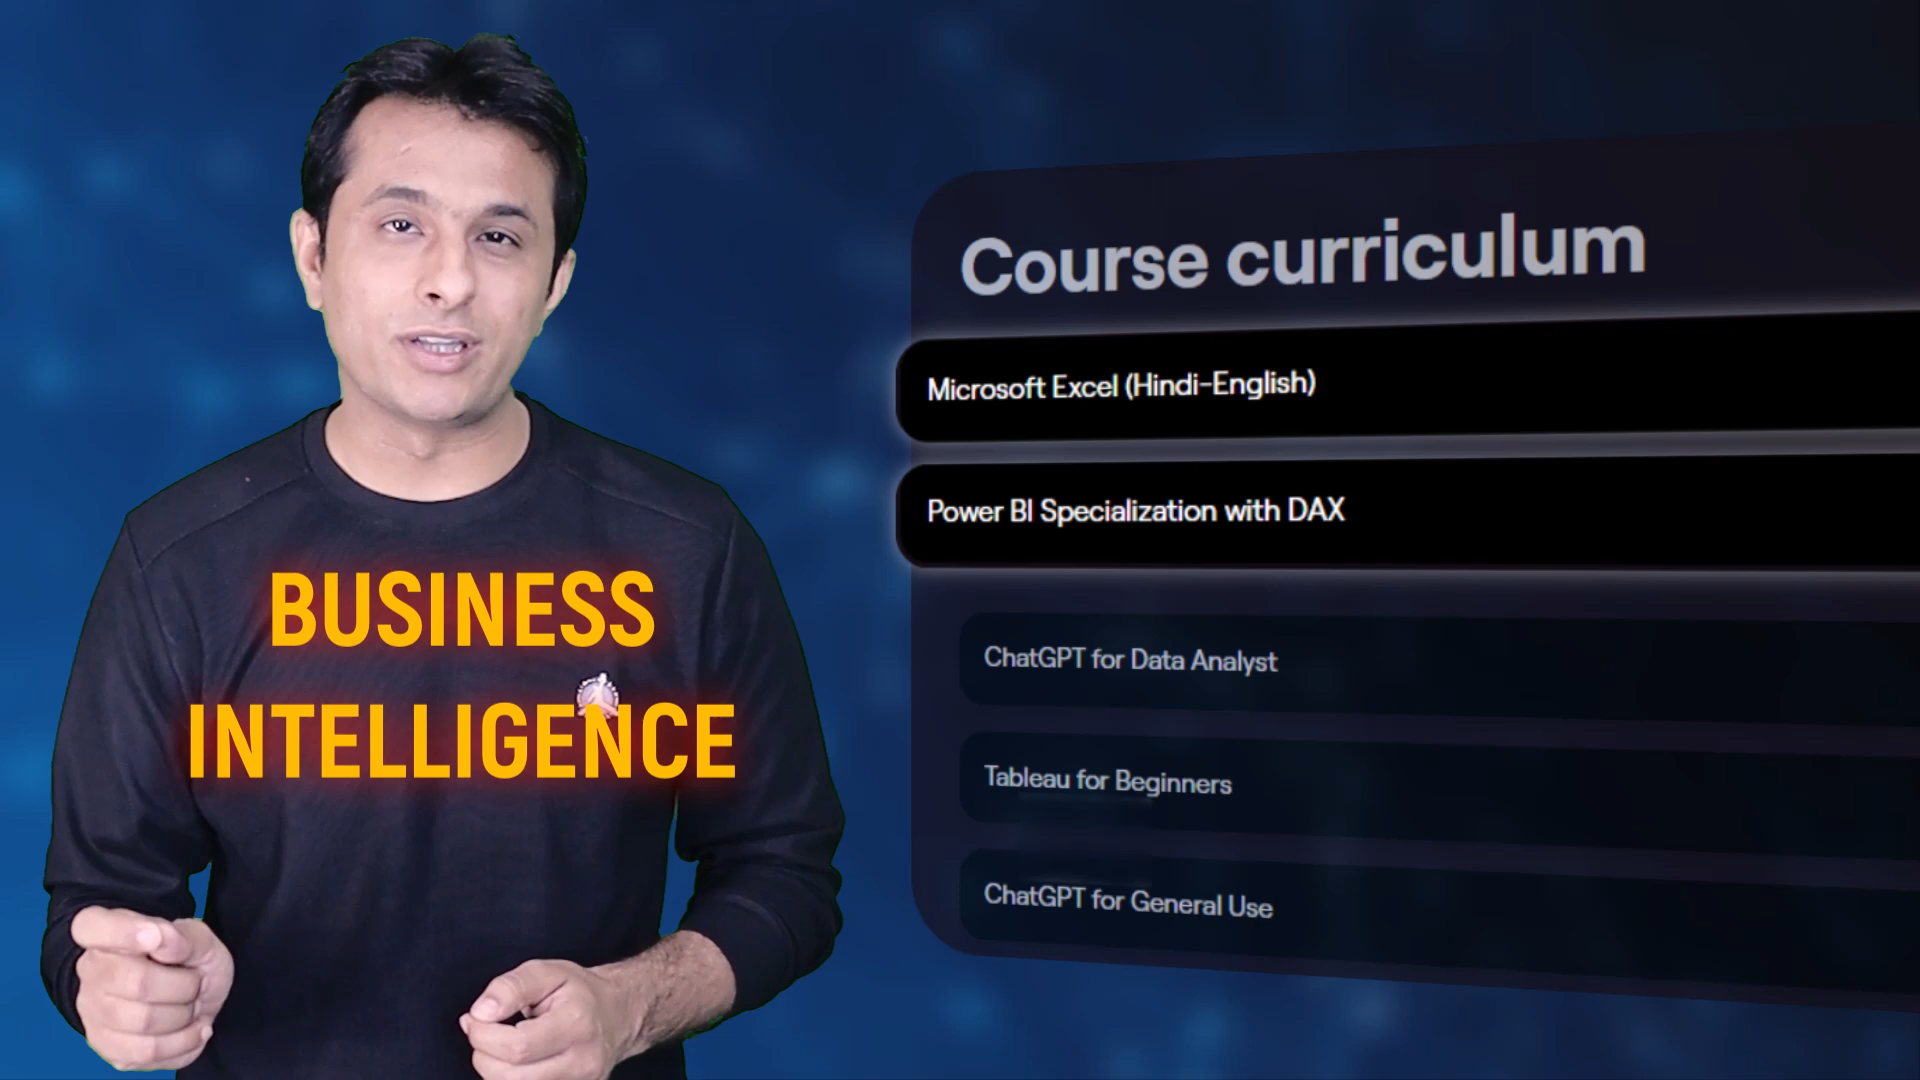 Course curriculum
Microsoft Excel (Hindi-English)
Power BI Specialization with DAX
ChatGPT for Data Analyst
Tableau for Beginners
ChatGPT for General Use
BUSINESS
INTELLIGENCE